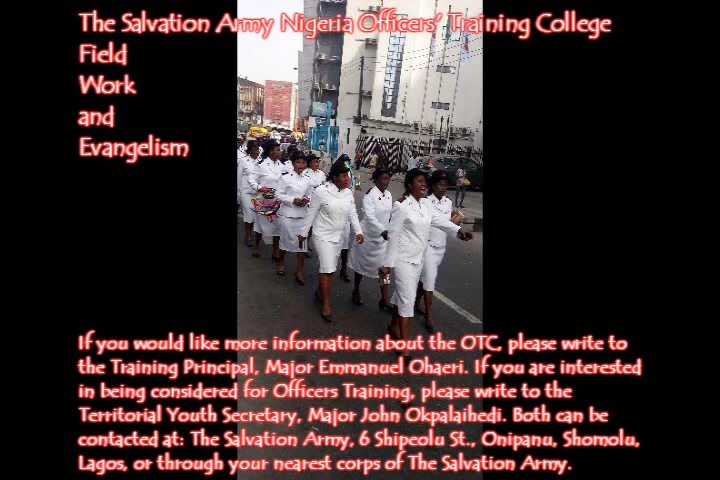 The Salvation Army Nigeria Officers' Training College
Field
Work
and
Evangelism
If you would like more information about the OTC, please write to
the Training Principal, Major Emmanuel Ohaeri. If you are interested
in being considered for Officers Training, please write to the
Territorial Youth Secretary, Major John Okpalaihedi. Both can be
contacted at: The Salvation Army, 6 Shipeolu St., Onipanu, Shomolu,
Lagos, or through your nearest corps of The Salvation Army.